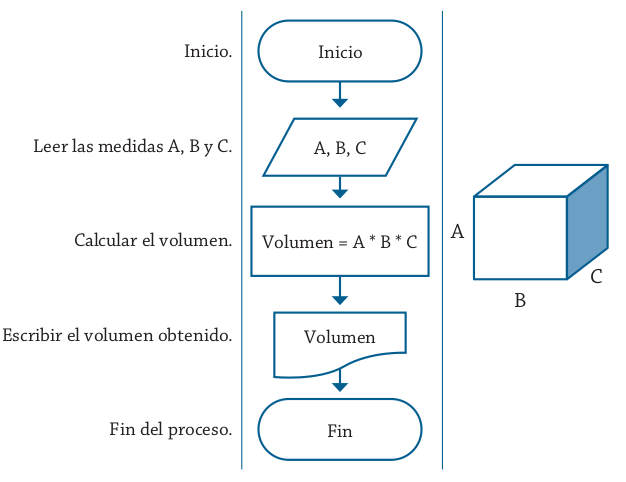 Inicio.
Inicio
Leer las medidas A, B y C.
A, B, C
Calcular el volumen.
Volumen = A * B * C
A
C
B
Escribir el volumen obtenido.
Volumen
Fin del proceso.
Fin